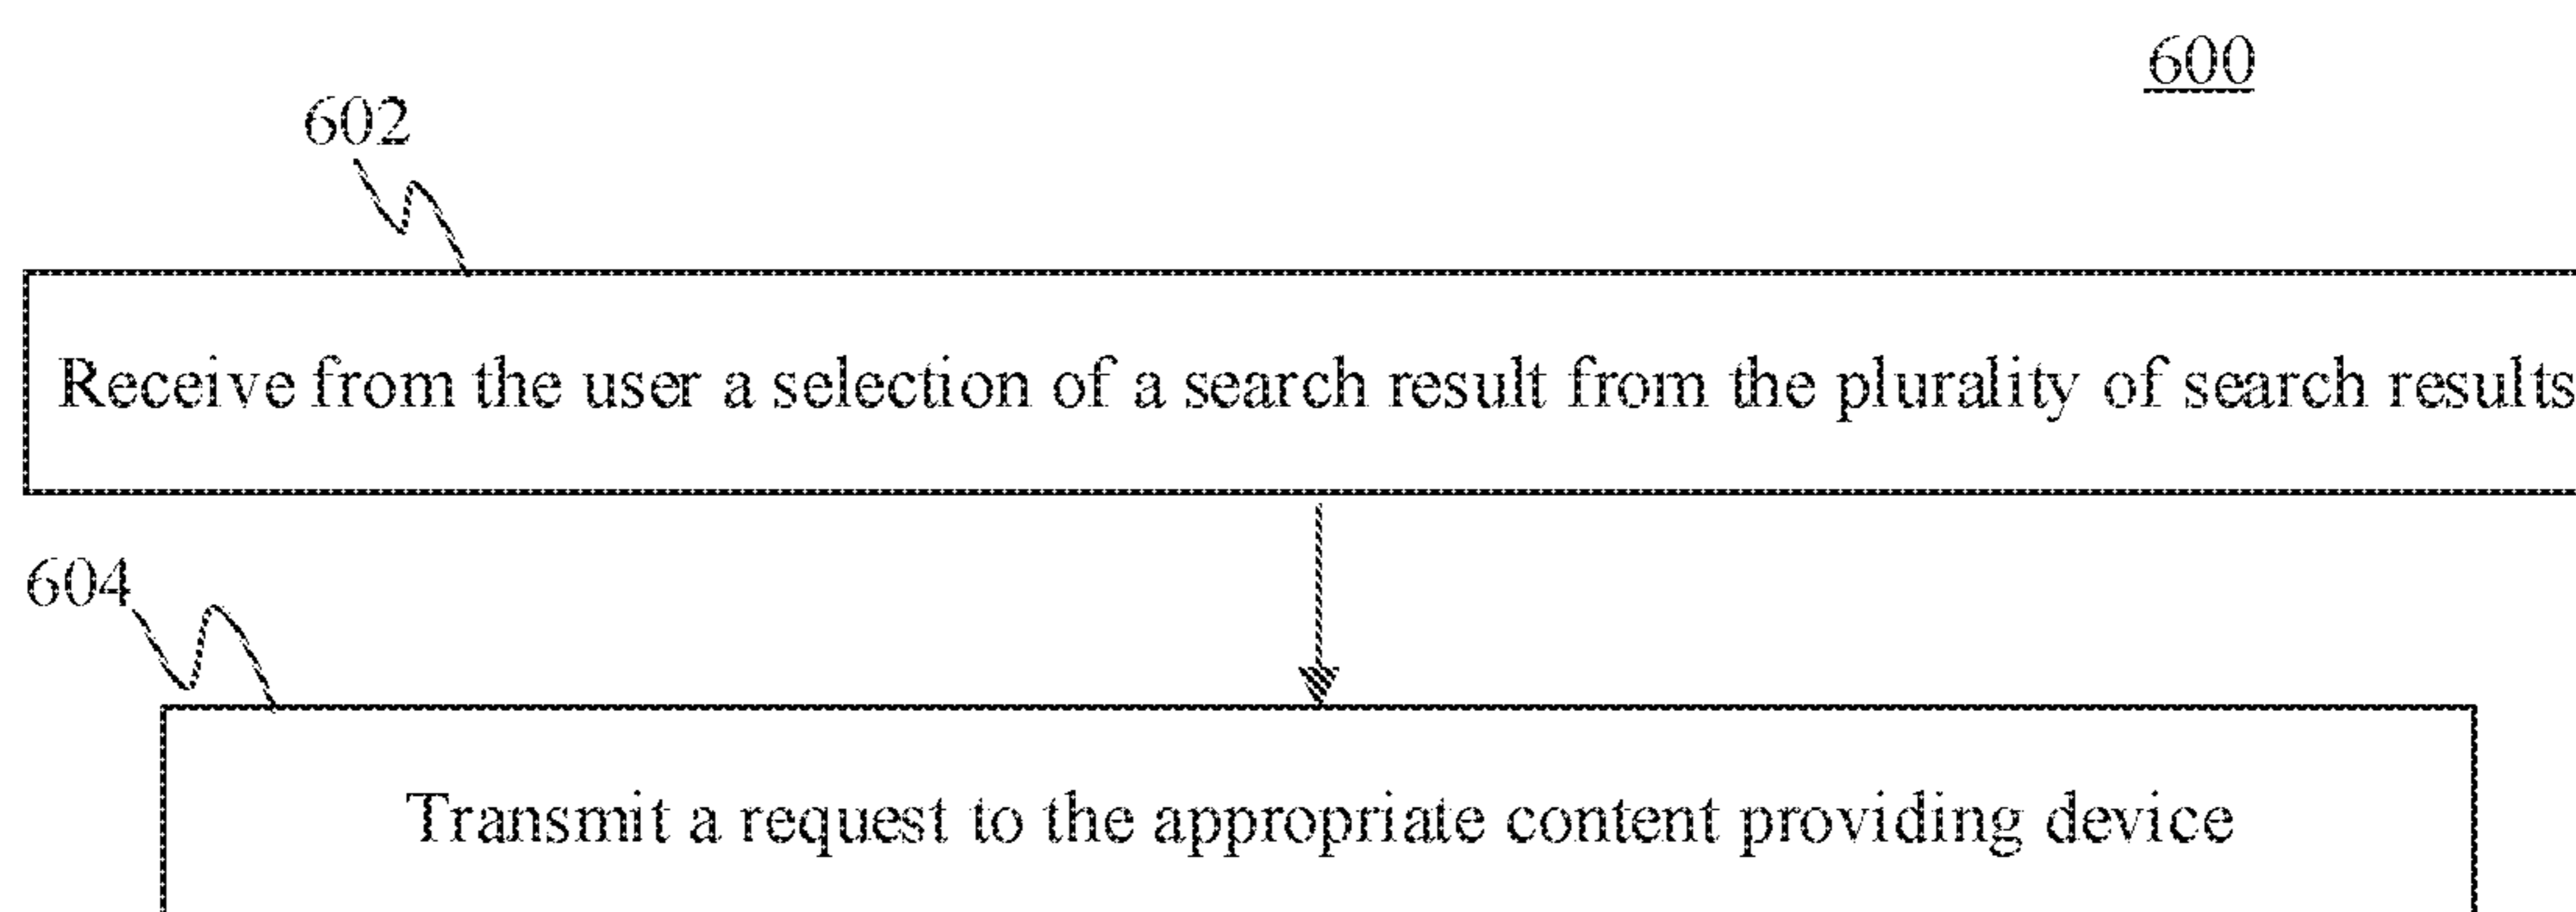 600
602
Receive from the user a selection of a search result from the plurality of search results
604
Transmit a request to the appropriate content providing device